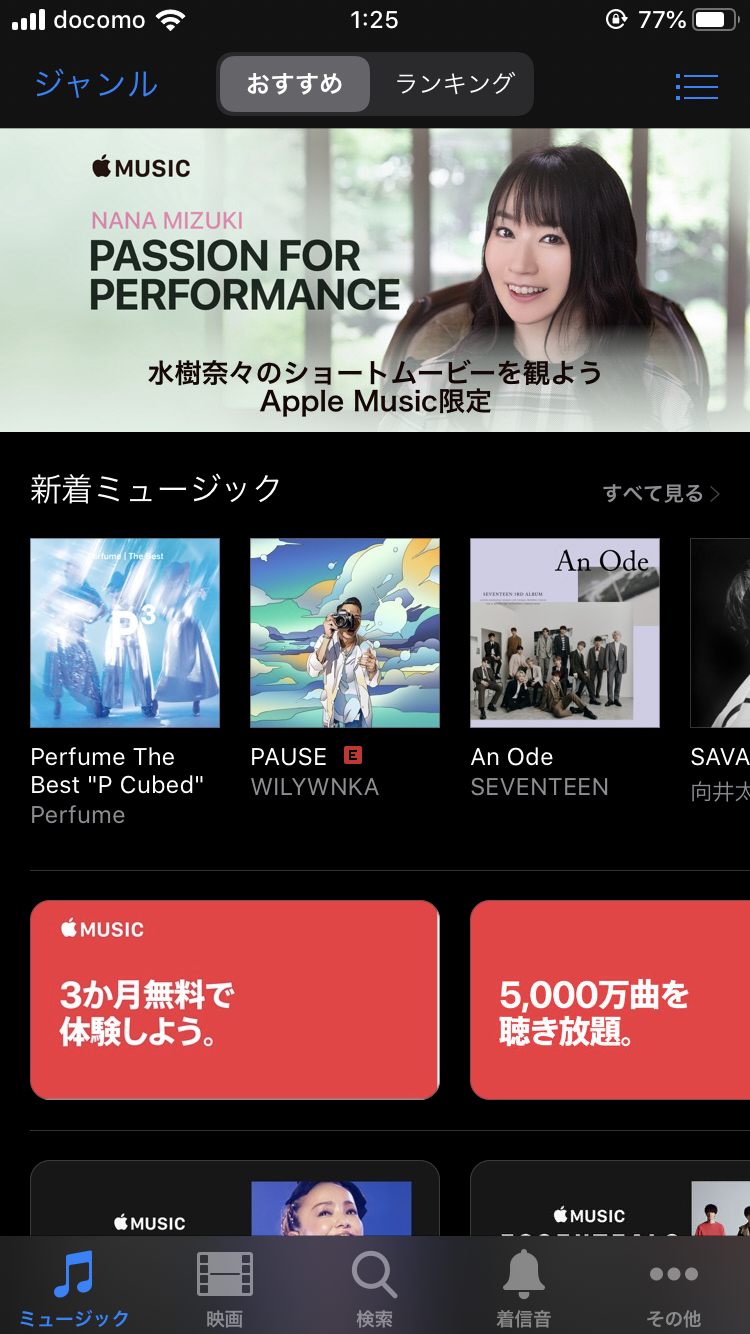 docomo 1:25 77%
ジャンル おすすめ ランキング
MUSIC
NANA MIZUKI
PASSION FOR
PERFORMANCE
水樹奈々のショートムービーを観よう
Apple Music限定
新着ミュージック すべて見る
Perfume | The Best
P3
An Ode
SEVENTEEN 3RD ALBUM
Perfume The
Best "P Cubed"
Perfume
PAUSE E
WILYWNKA
An Ode
SEVENTEEN
SAVA
向井太
MUSIC
3か月無料で
体験しよう。
5,000万曲を
聴き放題。
MUSIC
MUSIC
ミュージック 映画 検索 着信音 その他